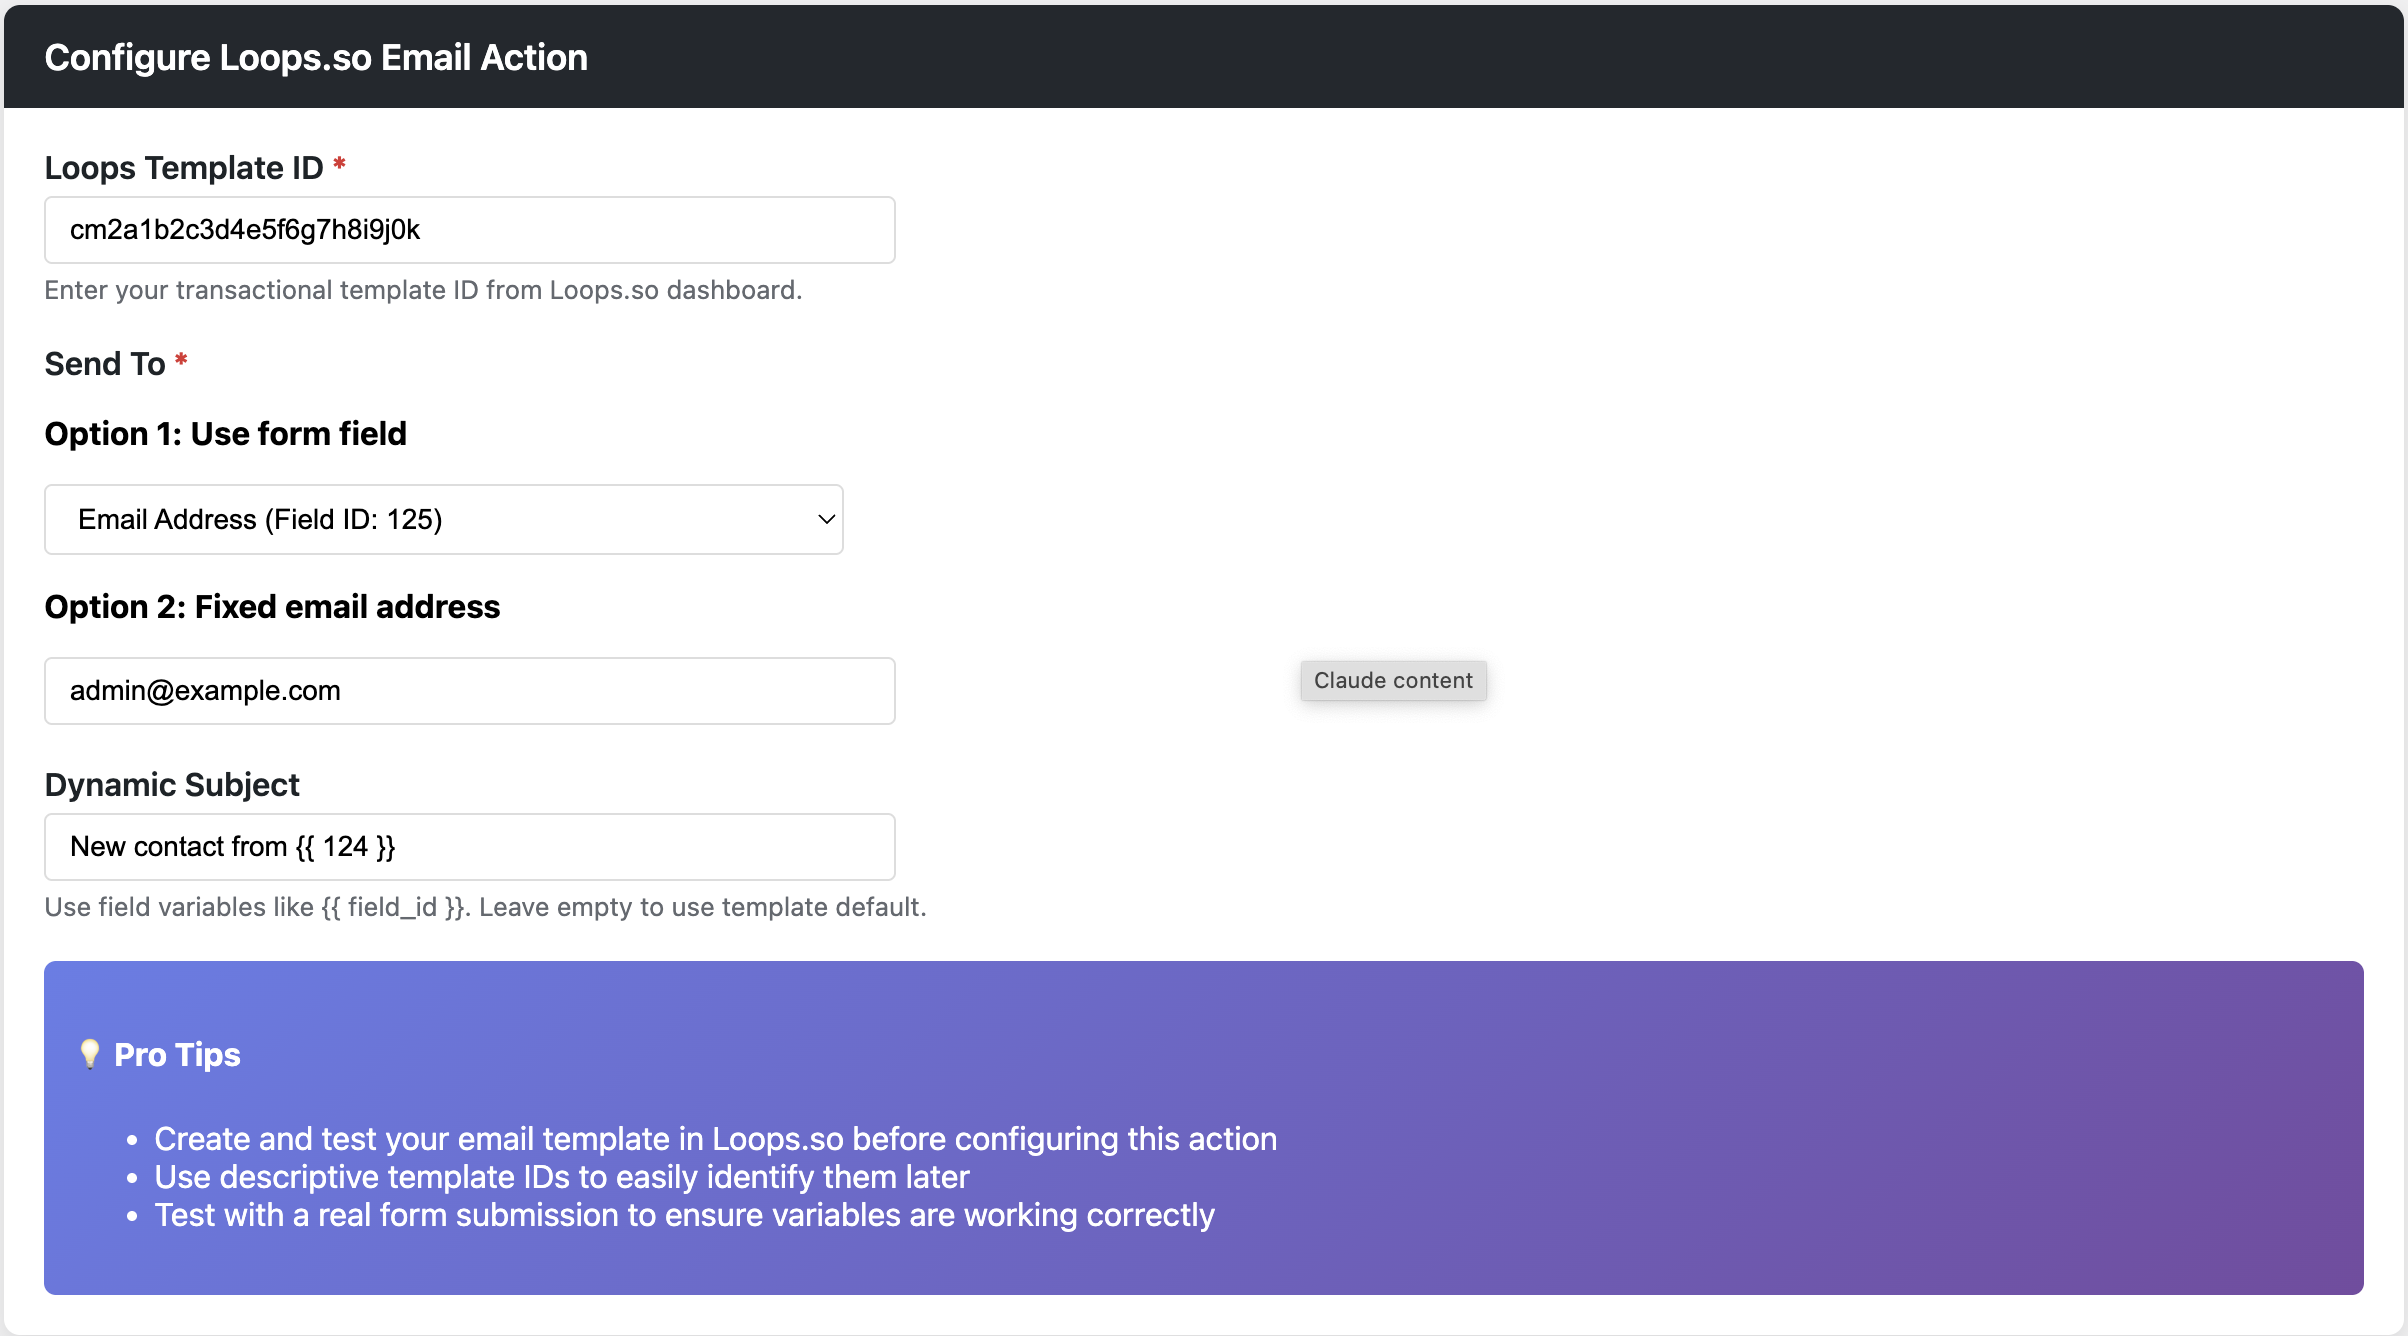 Configure Loops.so Email Action
Loops Template ID *
cm2a1b2c3d4e5f6g7h8i9j0k
Enter your transactional template ID from Loops.so dashboard.
Send To *
Option 1: Use form field
Email Address (Field ID: 125)
Option 2: Fixed email address
admin@example.com
Claude content
Dynamic Subject
New contact from {{ 124 }}
Use field variables like {{ field_id }}. Leave empty to use template default.
💡 Pro Tips
• Create and test your email template in Loops.so before configuring this action
• Use descriptive template IDs to easily identify them later
• Test with a real form submission to ensure variables are working correctly